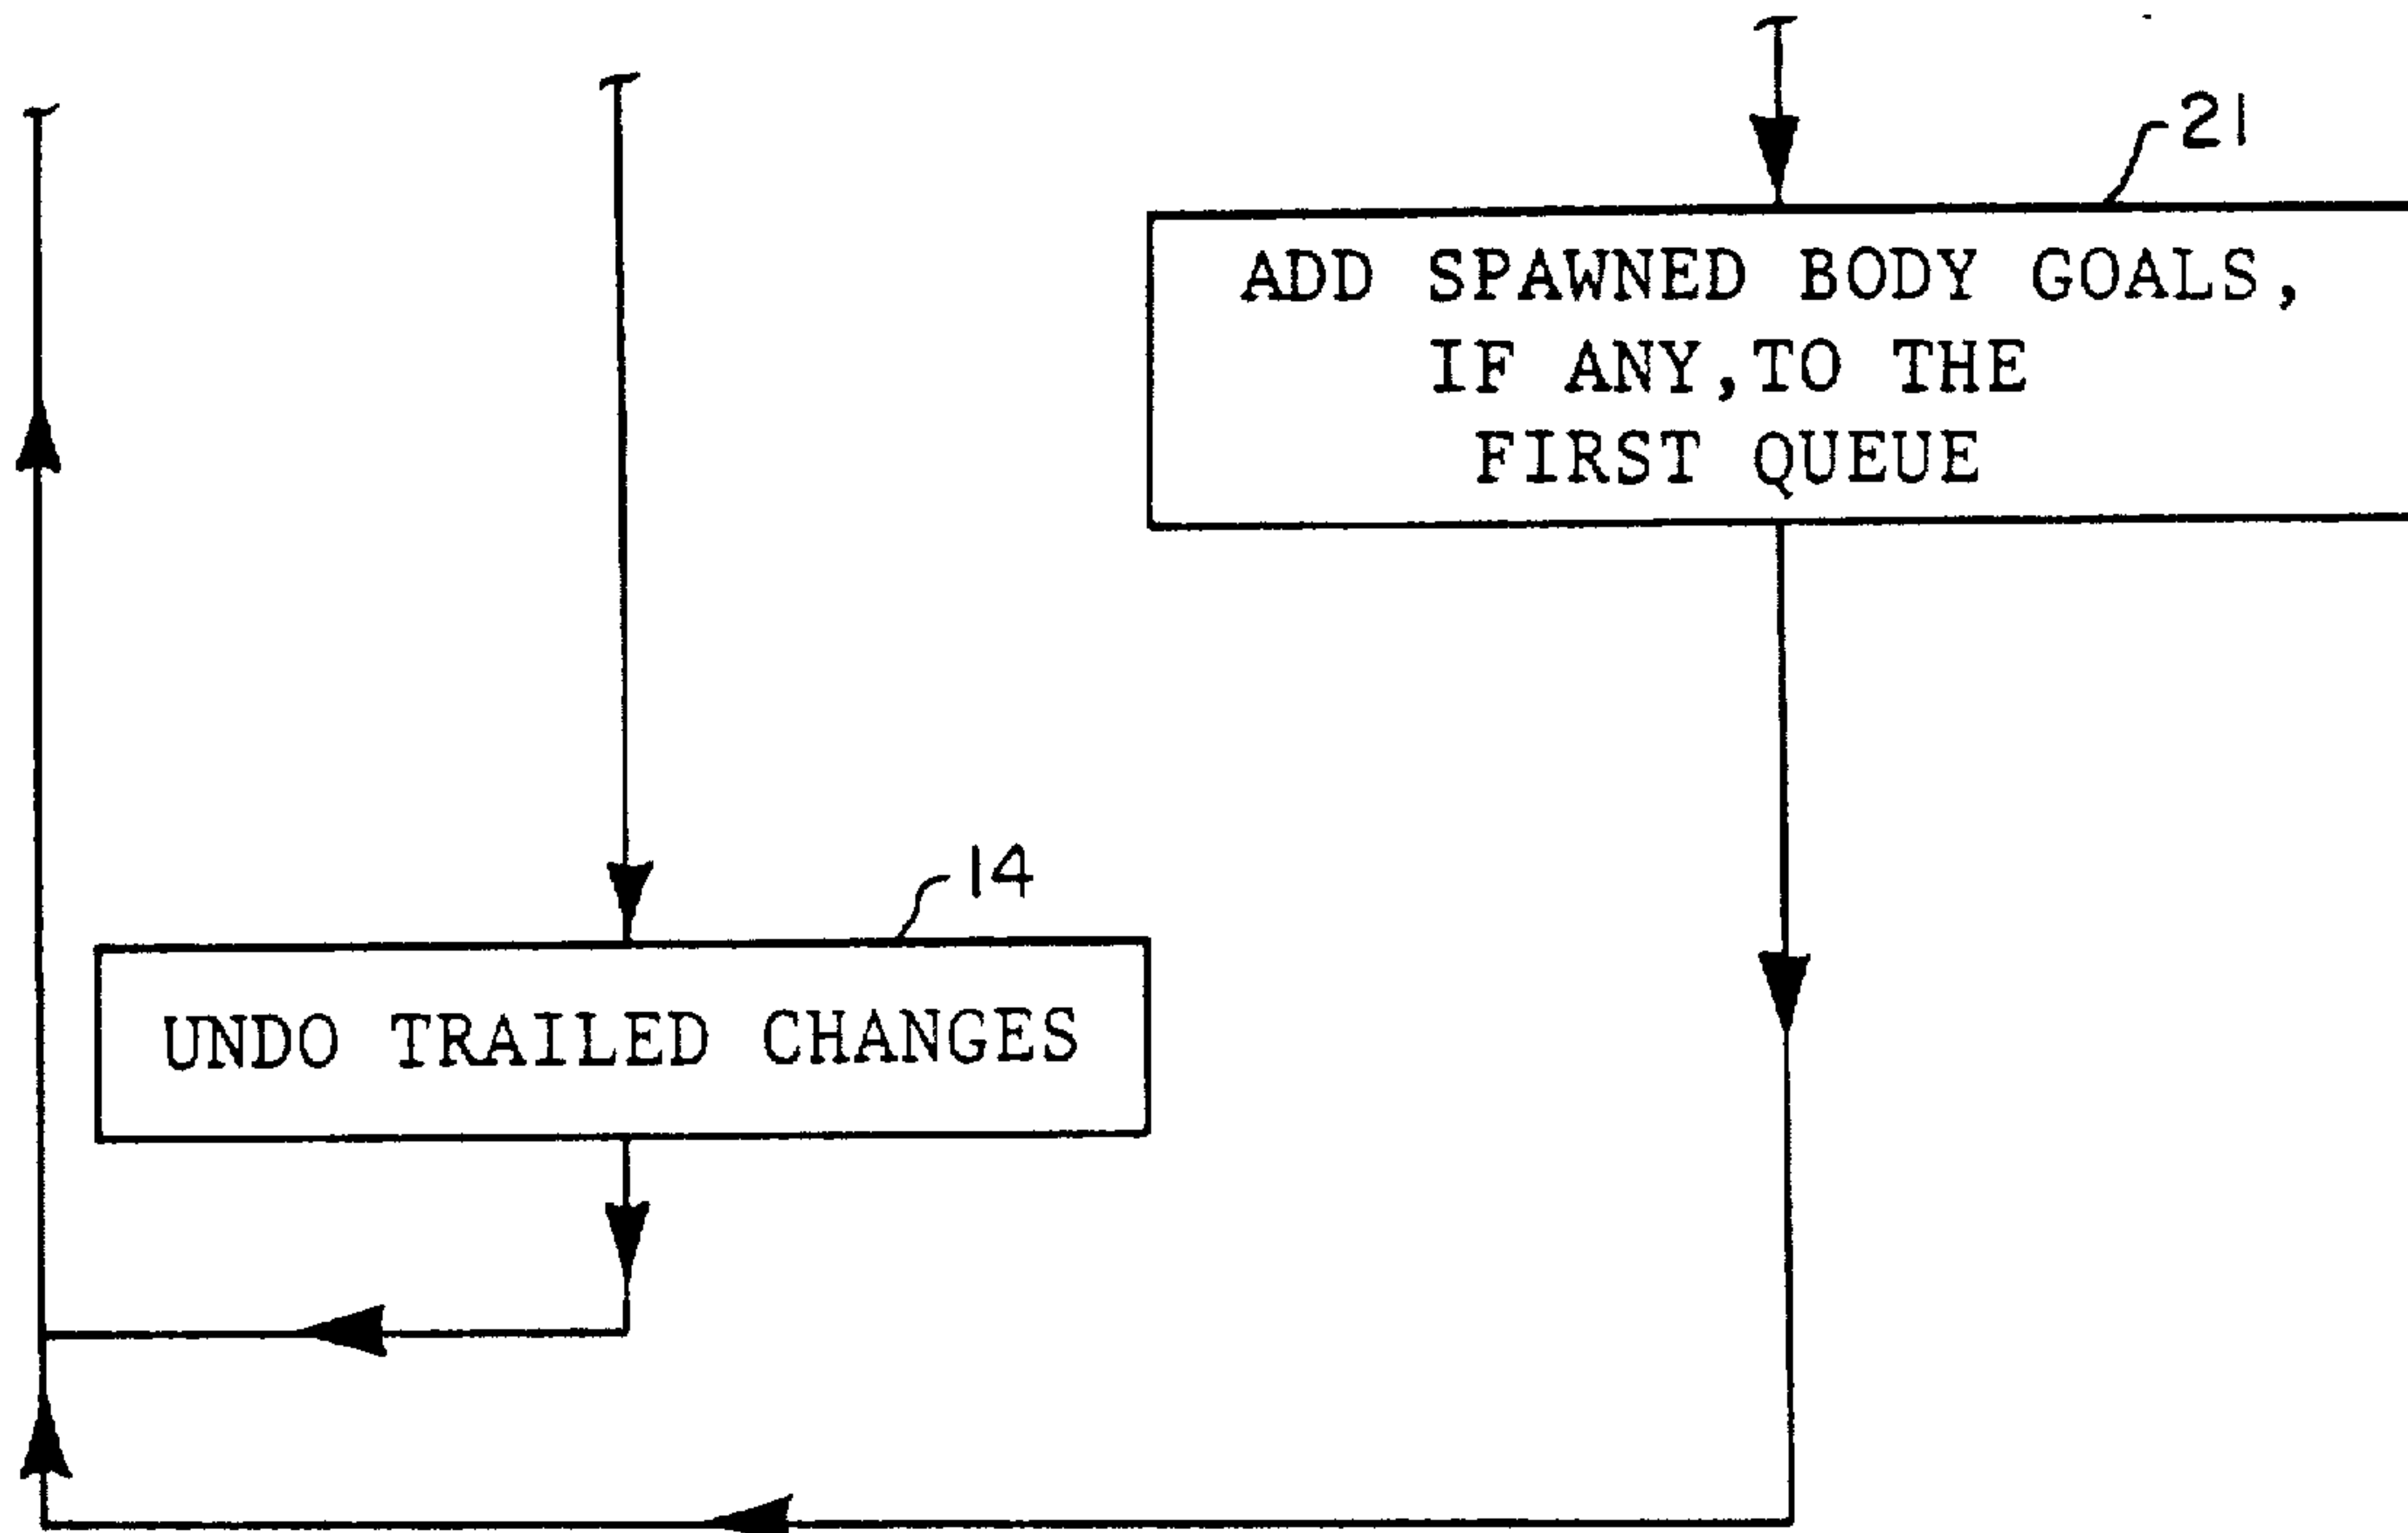 21
ADD SPAWNED BODY GOALS,
IF ANY,TO THE
FIRST QUEUE
14
UNDO TRAILED CHANGES